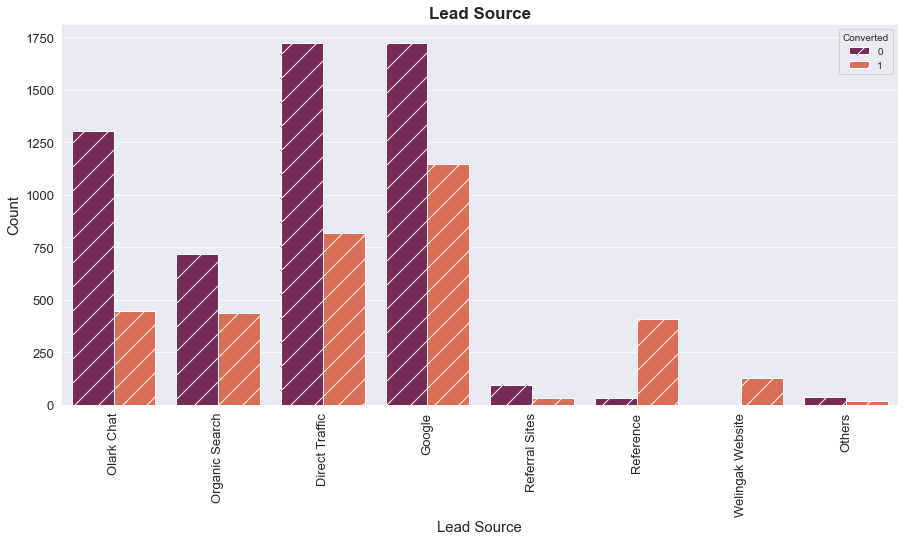 Lead Source
Converted
0
1
1750
1500
1250
1000
750
500
250
0
Count
Olark Chat
Organic Search
Direct Traffic
Google
Referral Sites
Reference
Welingak Website
Others
Lead Source